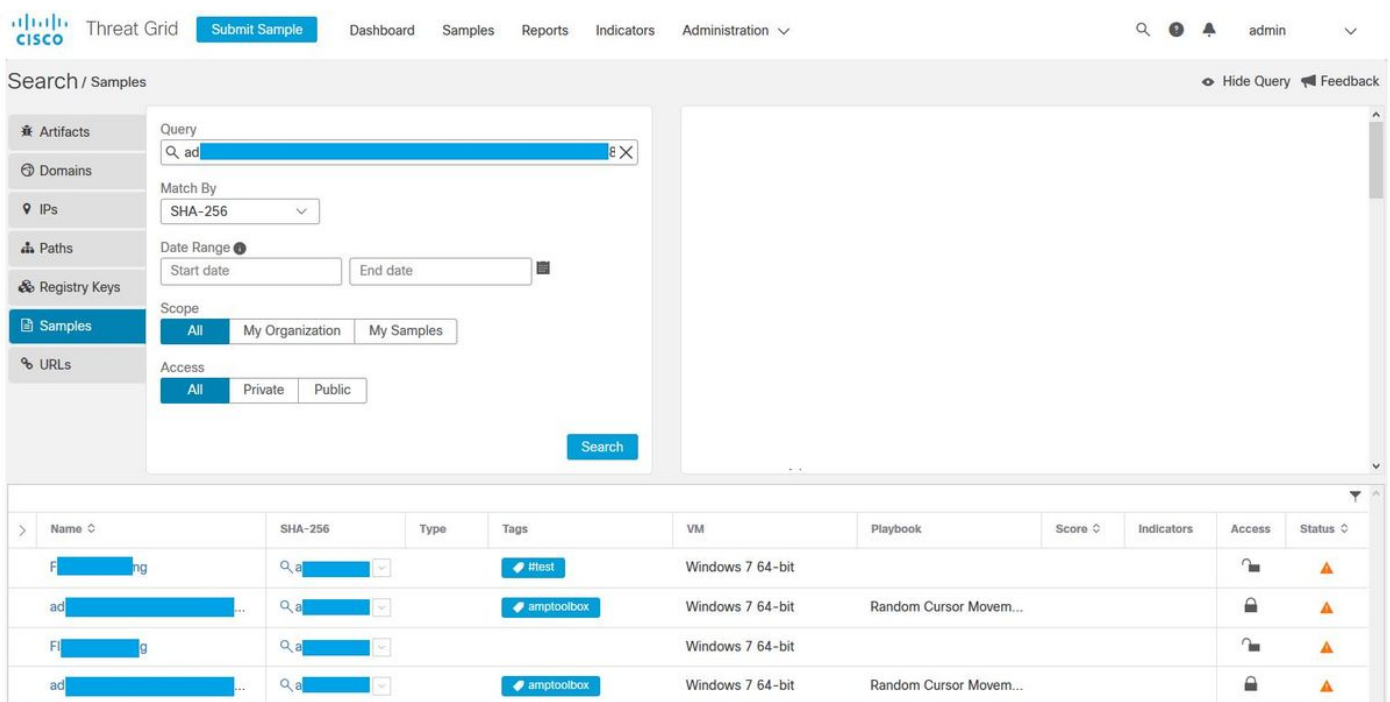 CISCO Threat Grid Submit Sample Dashboard Samples Reports Indicators Administration admin
Search / Samples Hide Query Feedback
Artifacts
Domains
IPs
Paths
Registry Keys
Samples
URLs
Query
ad 8
Match By
SHA-256
Date Range
Start date End date
Scope
All My Organization My Samples
Access
All Private Public
Search
Name SHA-256 Type Tags VM Playbook Score Indicators Access Status
F ng a #test Windows 7 64-bit
ad ... a amptoolbox Windows 7 64-bit Random Cursor Movem...
Fl g a Windows 7 64-bit
ad ... a amptoolbox Windows 7 64-bit Random Cursor Movem...